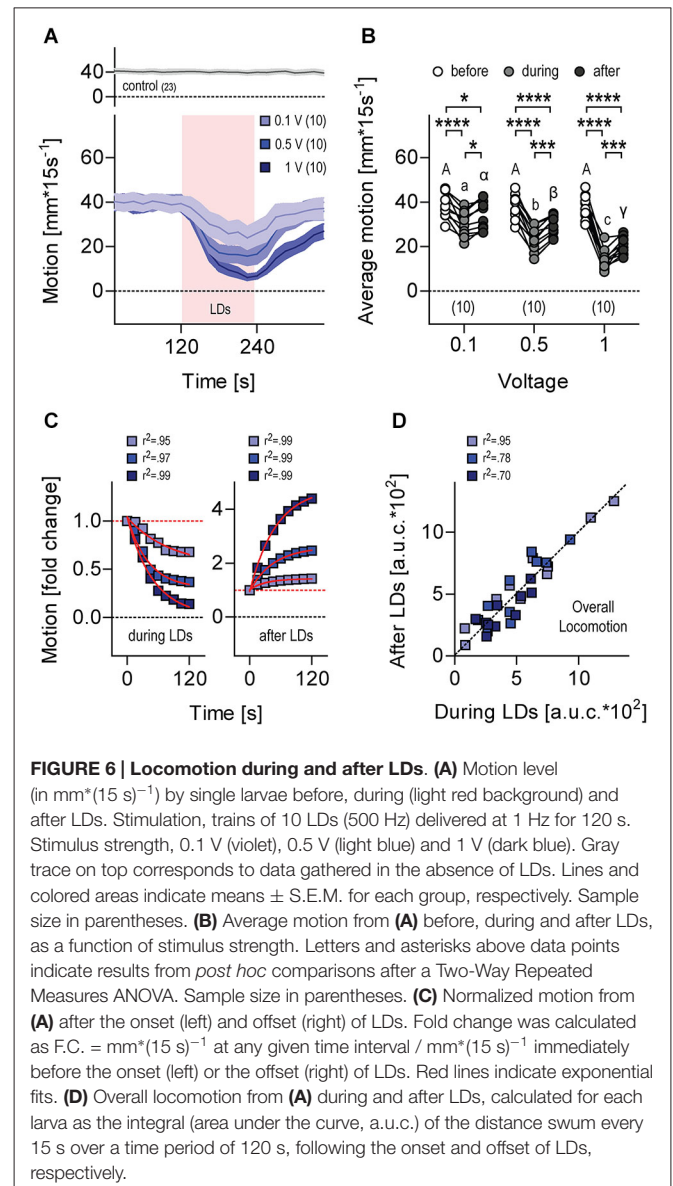 A
40
control (23)
0
0.1 V (10)
0.5 V (10)
1 V (10)
60
40
20
0
Motion [mm*15s-1]
LDs
120 240
Time [s]
B
before during after
* **** ****
**** **** ****
* *** ***
A a α A b β A c γ
60
40
20
0
Average motion [mm*15s-1]
(10) (10) (10)
0.1 0.5 1
Voltage
C
r2=.95
r2=.97
r2=.99
1.0
0.5
0.0
Motion [fold change]
during LDs
0 120
r2=.99
r2=.99
r2=.99
4
2
0
after LDs
0 120
Time [s]
D
r2=.95
r2=.78
r2=.70
10
5
0
After LDs [a.u.c.*102]
Overall
Locomotion
0 5 10
During LDs [a.u.c.*102]
FIGURE 6 | Locomotion during and after LDs. (A) Motion level
(in mm*(15 s)−1) by single larvae before, during (light red background) and
after LDs. Stimulation, trains of 10 LDs (500 Hz) delivered at 1 Hz for 120 s.
Stimulus strength, 0.1 V (violet), 0.5 V (light blue) and 1 V (dark blue). Gray
trace on top corresponds to data gathered in the absence of LDs. Lines and
colored areas indicate means ± S.E.M. for each group, respectively. Sample
size in parentheses. (B) Average motion from (A) before, during and after LDs,
as a function of stimulus strength. Letters and asterisks above data points
indicate results from post hoc comparisons after a Two-Way Repeated
Measures ANOVA. Sample size in parentheses. (C) Normalized motion from
(A) after the onset (left) and offset (right) of LDs. Fold change was calculated
as F.C. = mm*(15 s)−1 at any given time interval / mm*(15 s)−1 immediately
before the onset (left) or the offset (right) of LDs. Red lines indicate exponential
fits. (D) Overall locomotion from (A) during and after LDs, calculated for each
larva as the integral (area under the curve, a.u.c.) of the distance swum every
15 s over a time period of 120 s, following the onset and offset of LDs,
respectively.